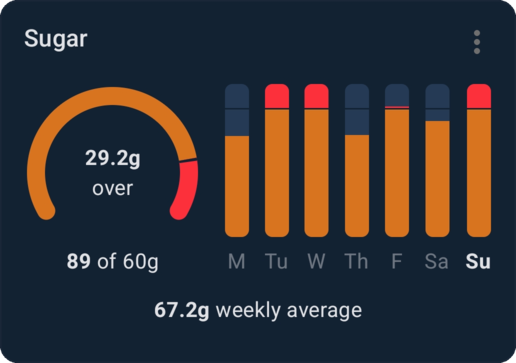 Sugar
29.2g
over
89 of 60g
M Tu W Th F Sa Su
67.2g weekly average